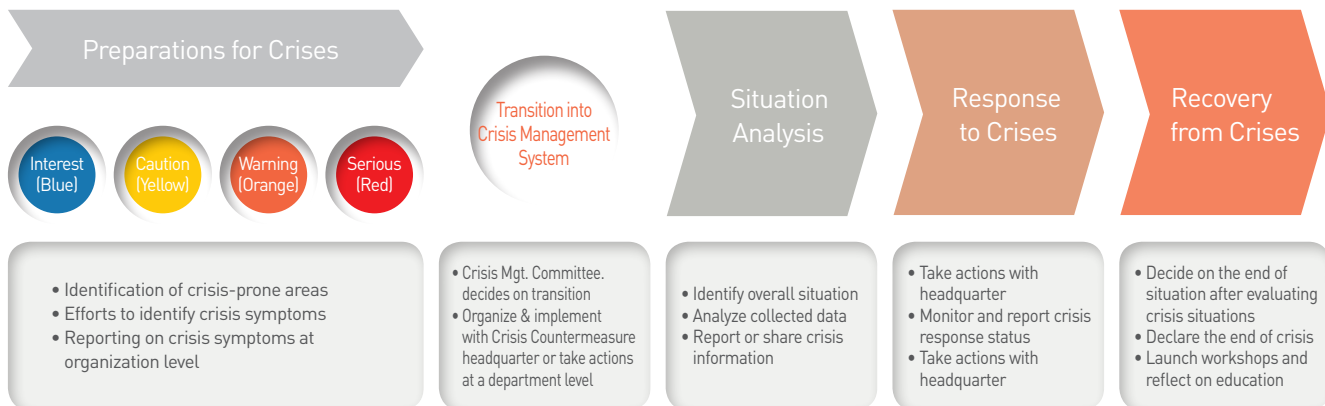 Preparations for Crises
Interest
(Blue)
Caution
(Yellow)
Warning
(Orange)
Serious
(Red)
• Identification of crisis-prone areas
• Efforts to identify crisis symptoms
• Reporting on crisis symptoms at
organization level
Transition into
Crisis Management
System
• Crisis Mgt. Committee.
decides on transition
• Organize & implement
with Crisis Countermeasure
headquarter or take actions
at a department level
Situation
Analysis
• Identify overall situation
• Analyze collected data
• Report or share crisis
information
Response
to Crises
• Take actions with
headquarter
• Monitor and report crisis
response status
• Take actions with
headquarter
Recovery
from Crises
• Decide on the end of
situation after evaluating
crisis situations
• Declare the end of crisis
• Launch workshops and
reflect on education